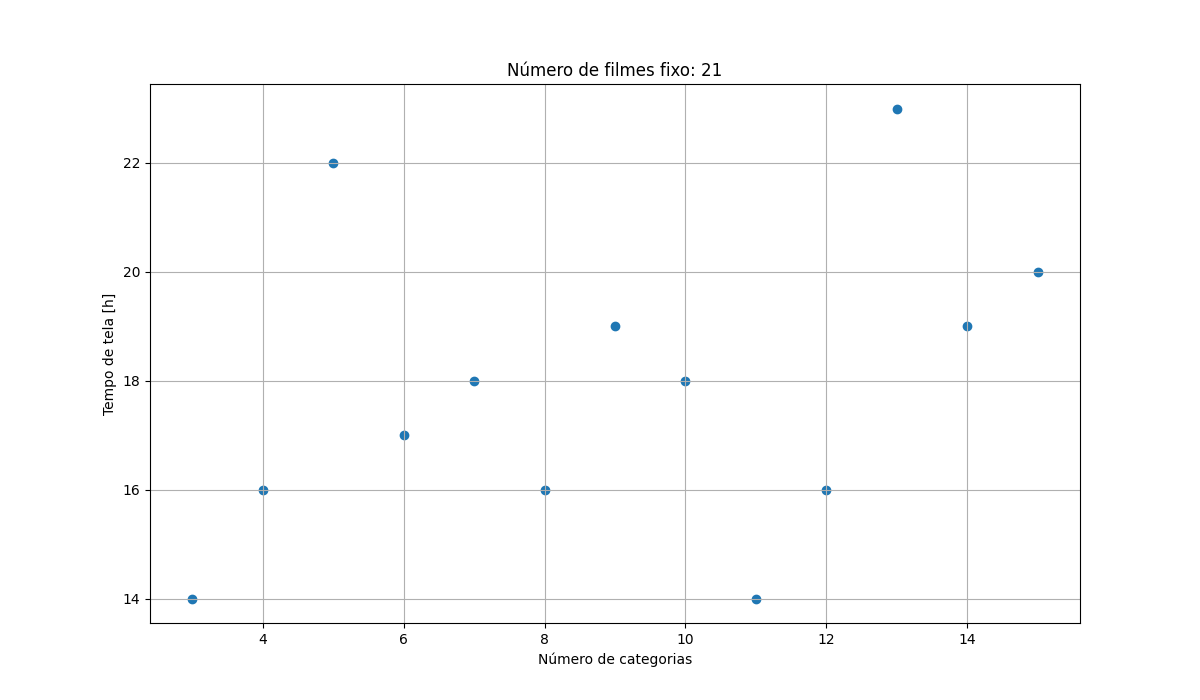 Número de filmes fixo: 21
22
20
18
16
14
Tempo de tela [h]
4 6 8 10 12 14
Número de categorias